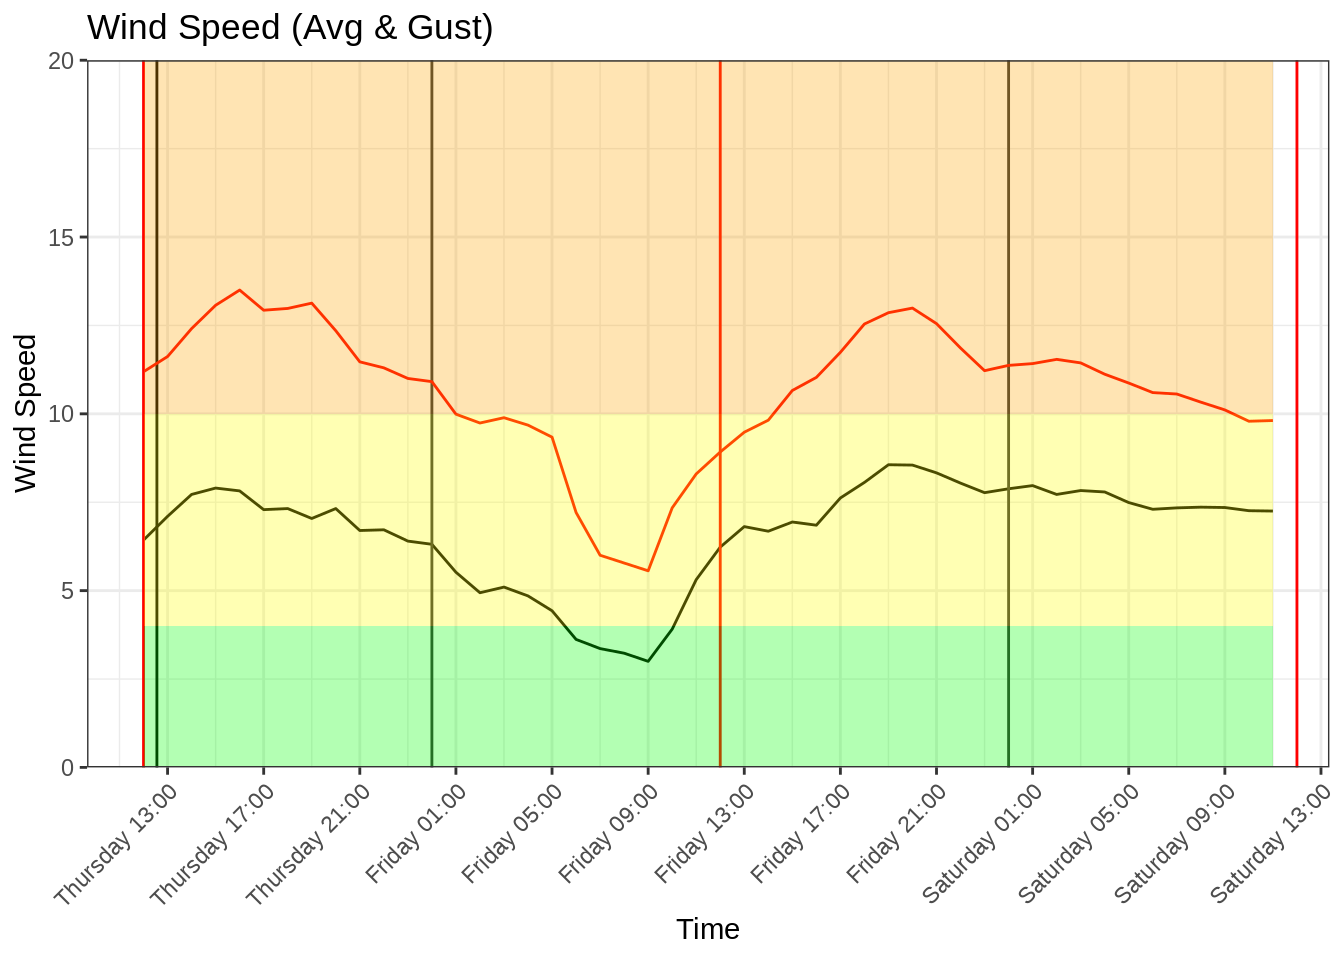 Wind Speed (Avg & Gust)
20
15
10
5
0
Wind Speed
Thursday 13:00
Thursday 17:00
Thursday 21:00
Friday 01:00
Friday 05:00
Friday 09:00
Friday 13:00
Friday 17:00
Friday 21:00
Saturday 01:00
Saturday 05:00
Saturday 09:00
Saturday 13:00
Time